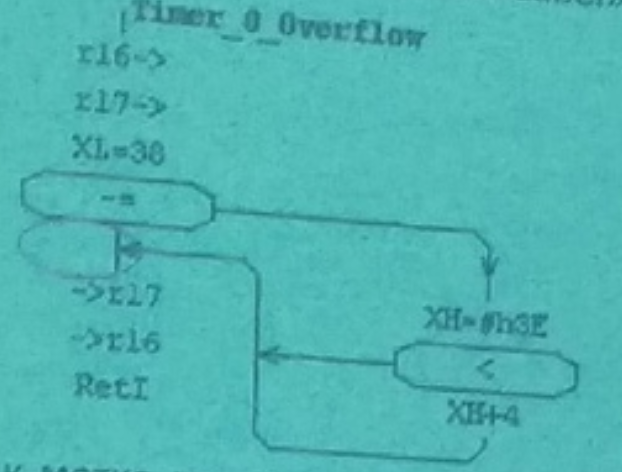 Timer_0_Overflow
r16->
r17->
XL=38
-=
->r17
->r16
RetI
XH=#h3E
<
XH+4